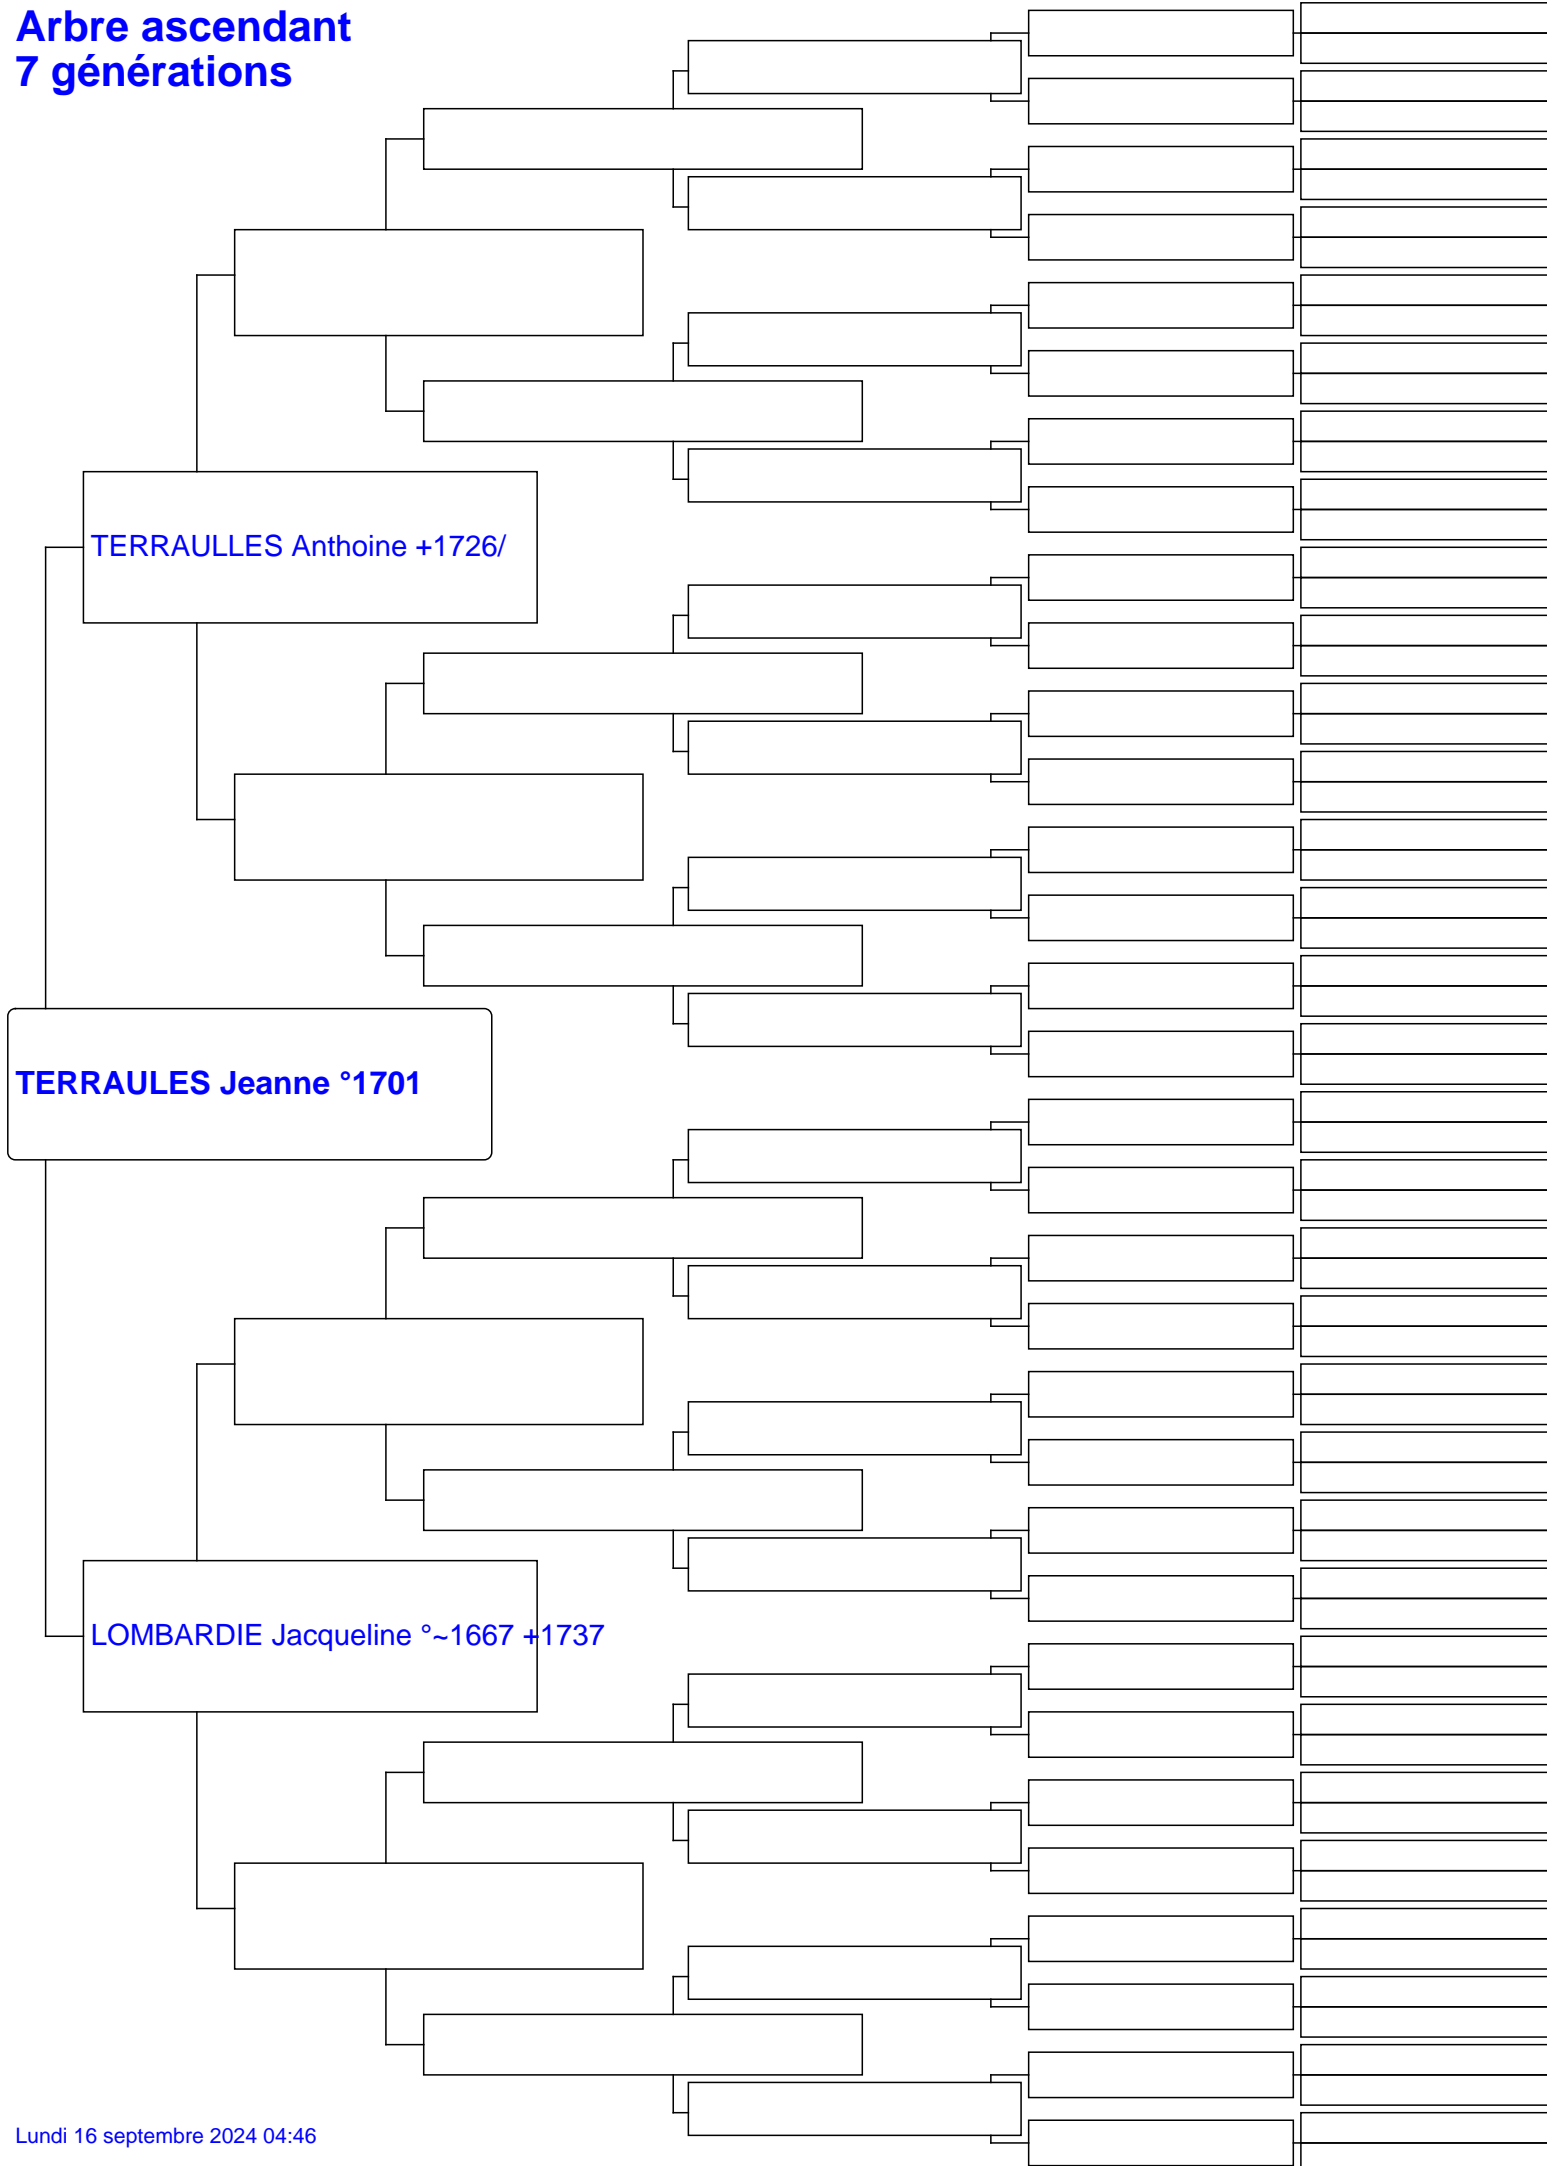 Arbre ascendant
7 générations
TERRAULLES Anthoine +1726/
TERRAULES Jeanne °1701
LOMBARDIE Jacqueline °~1667 +1737
Lundi 16 septembre 2024 04:46